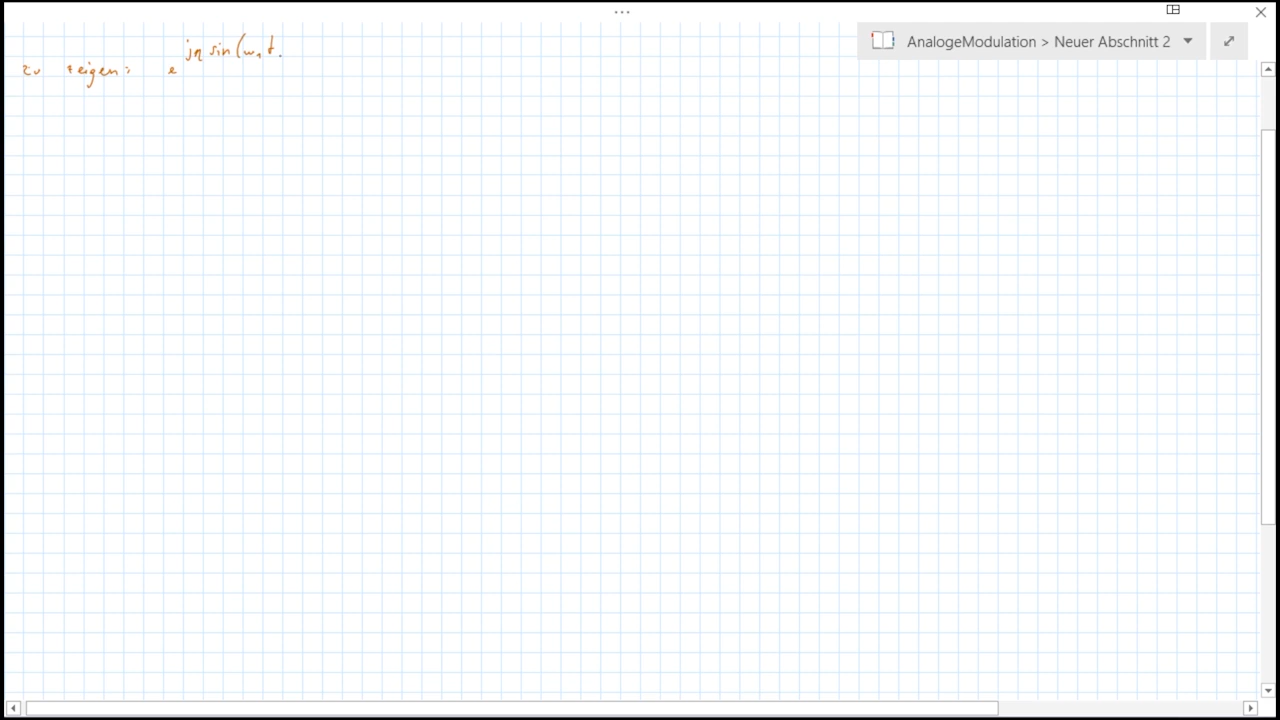 AnalogeModulation > Neuer Abschnitt 2
zu zeigen: e^jη sin(ω₁t